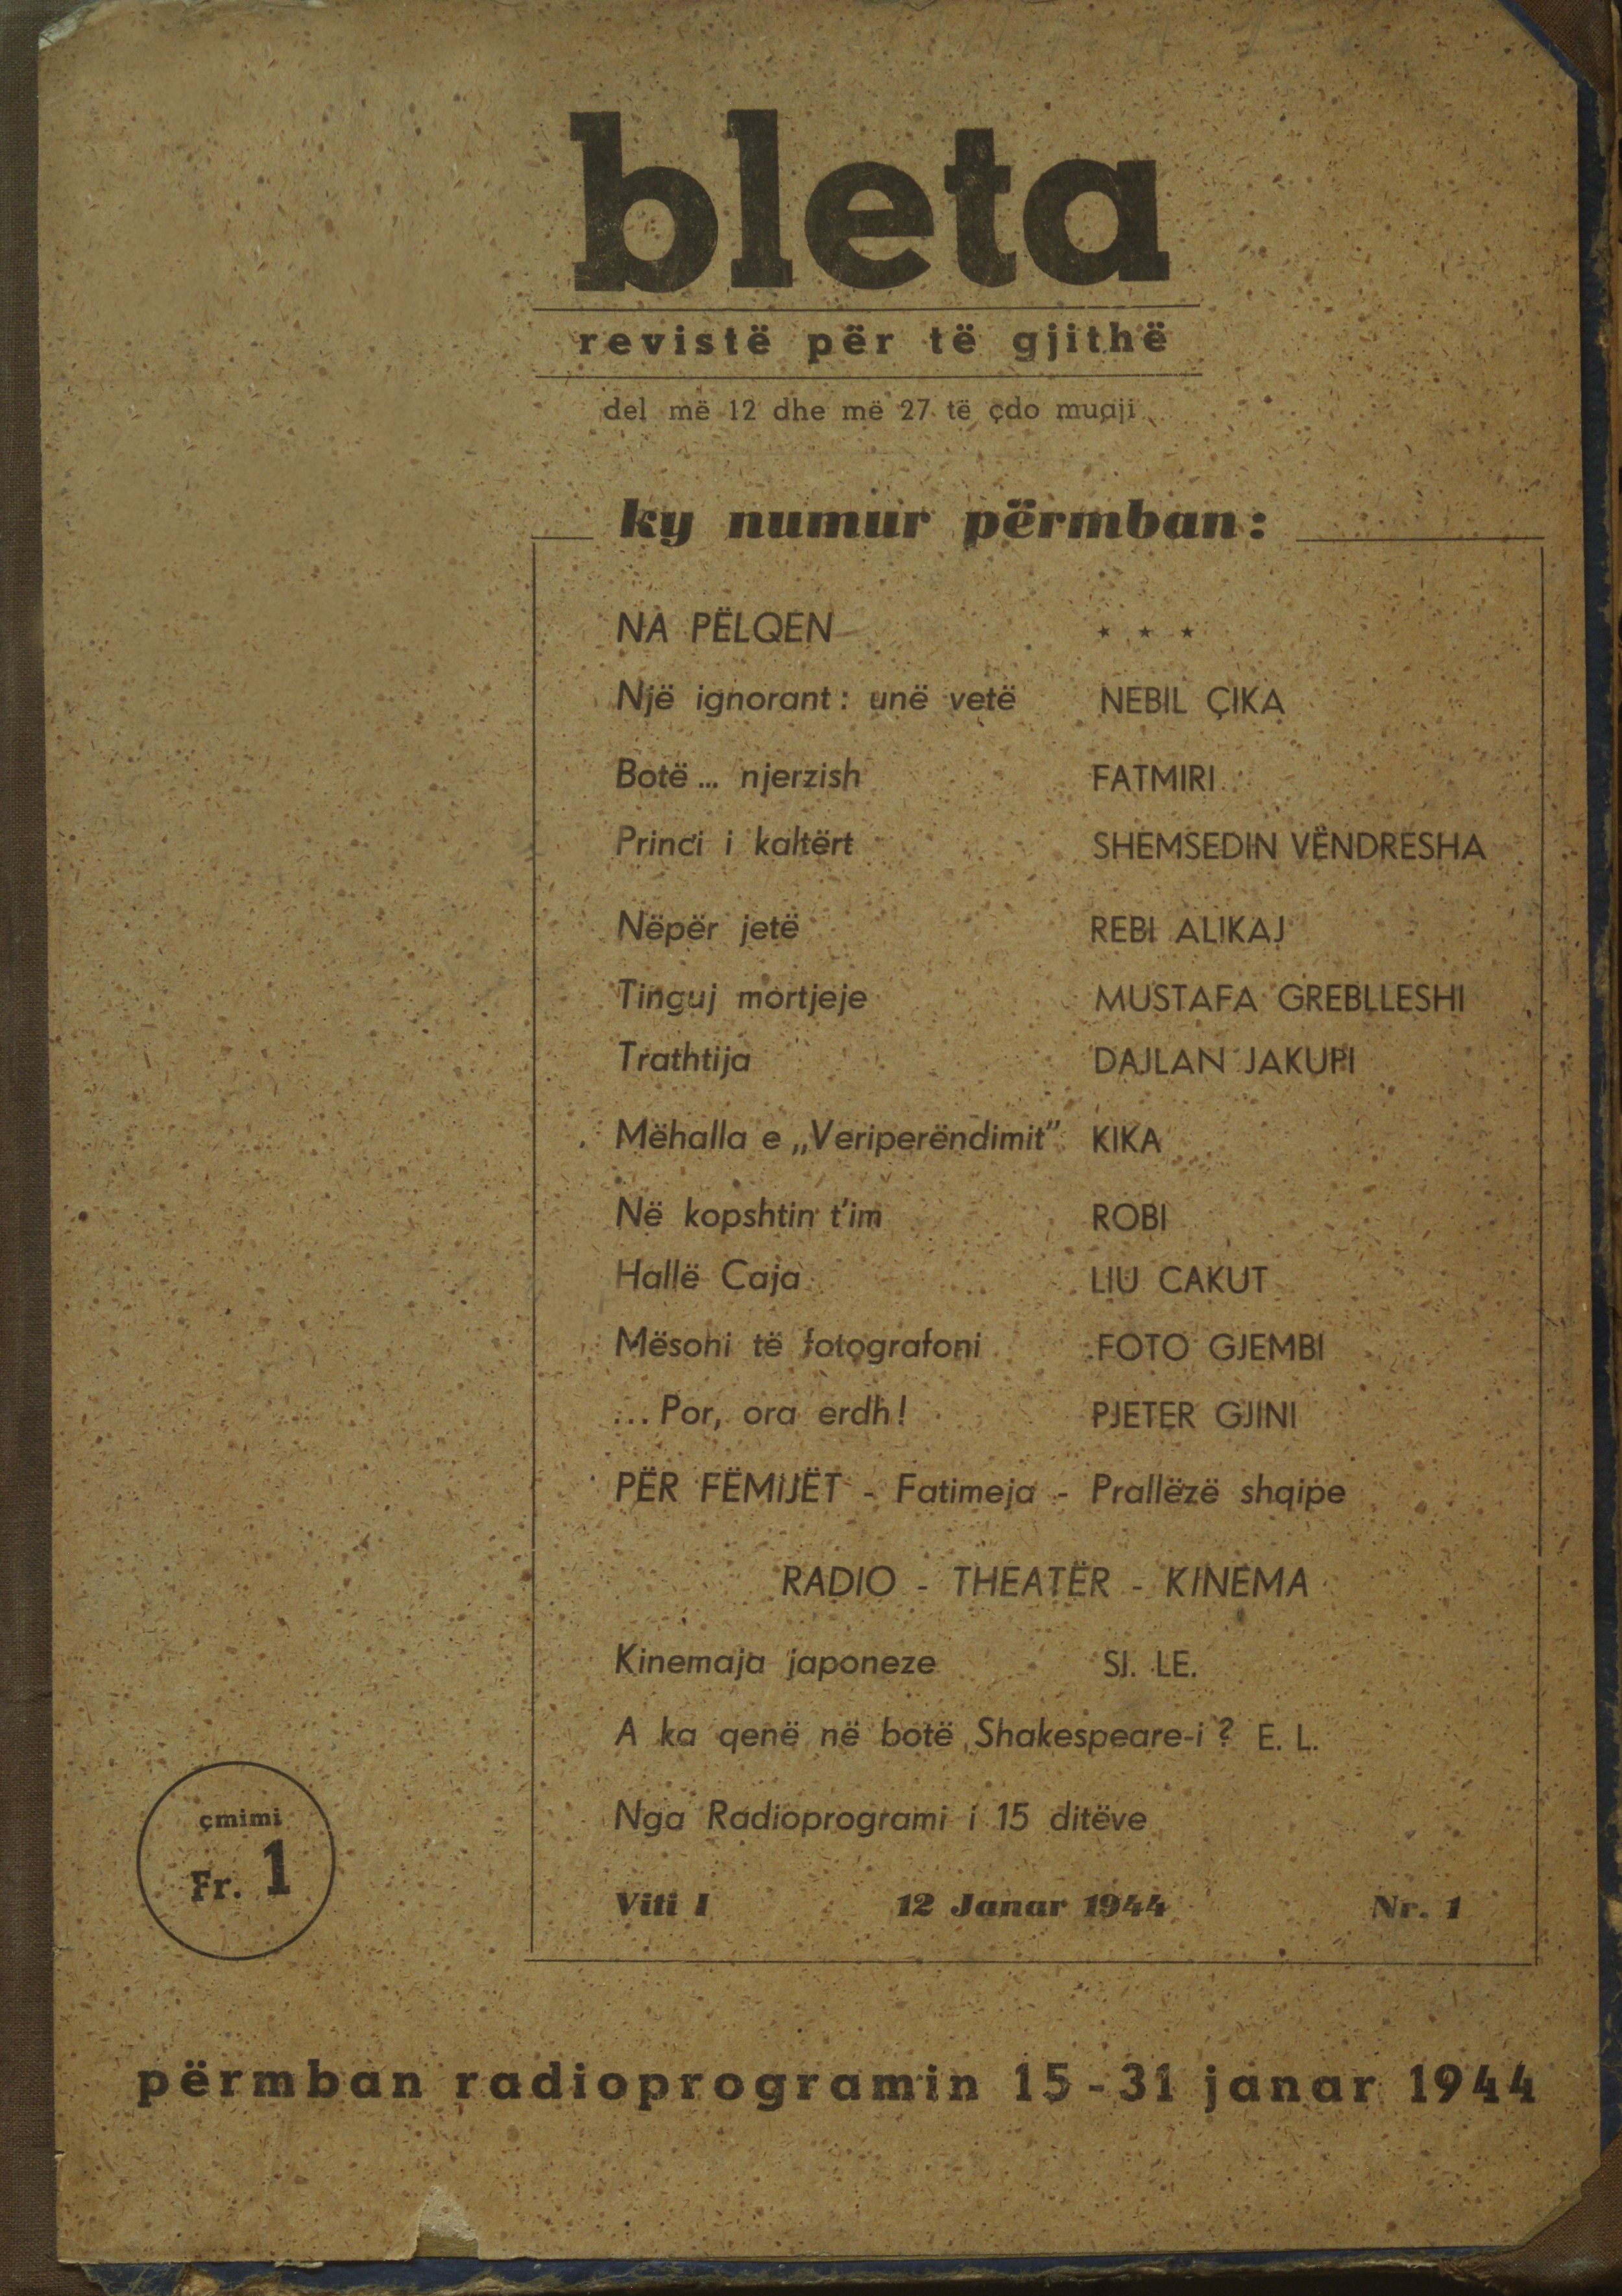 bleta
revistë për të gjithë
del më 12 dhe më 27 të çdo muaji
ky numur përmban:
NA PËLQEN * * *
Një ignorant: unë vetë NEBIL ÇIKA
Botë... njerzish FATMIRI
Princi i kaltërt SHEMSEDIN VËNDRESHA
Nëpër jetë REBI ALIKAJ
Tinguj mortjeje MUSTAFA GREBLLESHI
Trathtija DAJLAN JAKUPI
Mëhalla e „Veriperëndimit” KIKA
Në kopshtin t'im ROBI
Hallë Caja LIU CAKUT
Mësohi të fotografoni FOTO GJEMBI
... Por, ora erdh! PJETER GJINI
PËR FËMIJËT - Fatimeja - Prallëzë shqipe
RADIO - THEATËR - KINEMA
Kinemaja japoneze SI. LE.
A ka qenë në botë Shakespeare-i? E. L.
Nga Radioprogrami i 15 ditëve
Viti I 12 Janar 1944 Nr. 1
çmimi
Fr. 1
përmban radioprogramin 15-31 janar 1944